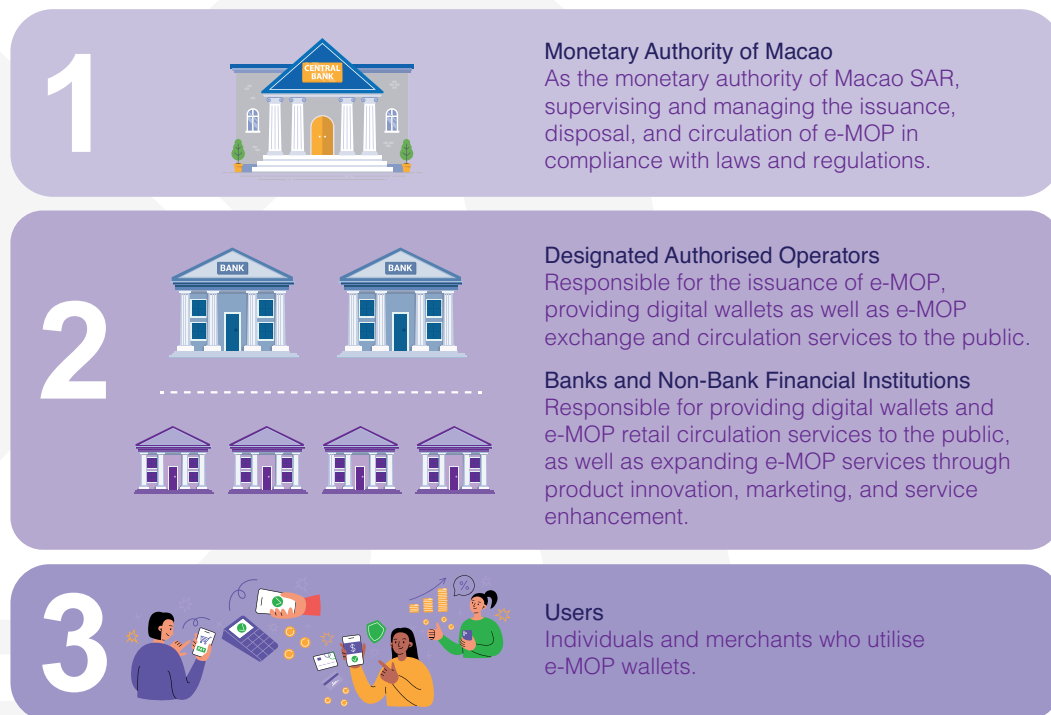 1
CENTRAL
BANK
Monetary Authority of Macao
As the monetary authority of Macao SAR,
supervising and managing the issuance,
disposal, and circulation of e-MOP in
compliance with laws and regulations.
2
BANK
BANK
Designated Authorised Operators
Responsible for the issuance of e-MOP,
providing digital wallets as well as e-MOP
exchange and circulation services to the public.
Banks and Non-Bank Financial Institutions
Responsible for providing digital wallets and
e-MOP retail circulation services to the public,
as well as expanding e-MOP services through
product innovation, marketing, and service
enhancement.
3
%
$
Users
Individuals and merchants who utilise
e-MOP wallets.